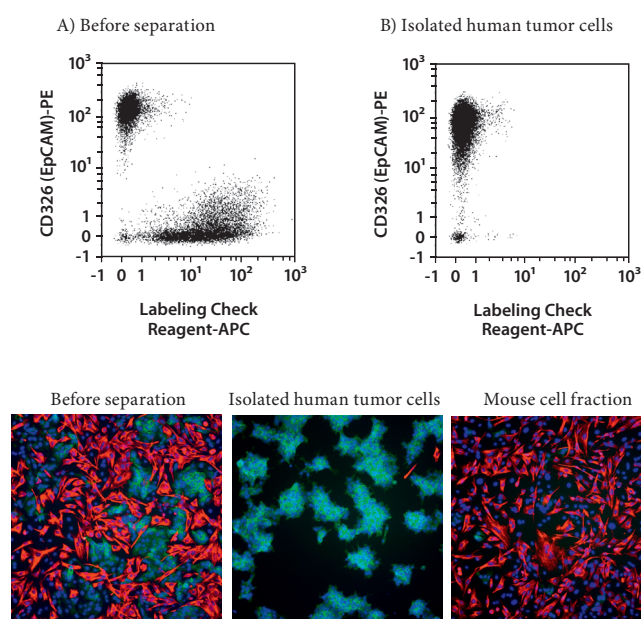 A) Before separation
B) Isolated human tumor cells
CD326 (EpCAM)-PE
10³
10²
10¹
1
0
-1
-1 0 1 10¹ 10² 10³
Labeling Check
Reagent-APC
CD326 (EpCAM)-PE
10³
10²
10¹
1
0
-1
-1 0 1 10¹ 10² 10³
Labeling Check
Reagent-APC
Before separation
Isolated human tumor cells
Mouse cell fraction